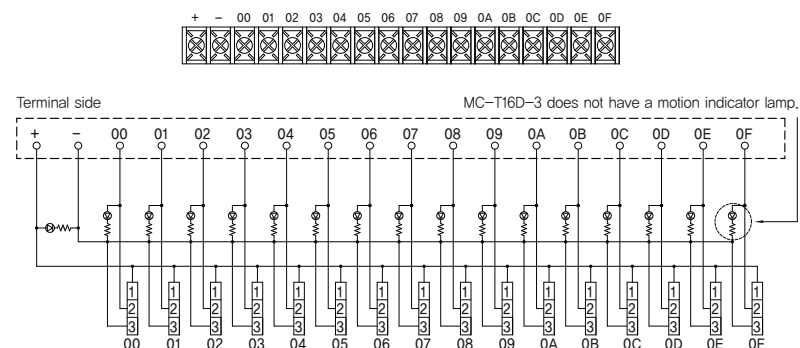 + − 00 01 02 03 04 05 06 07 08 09 0A 0B 0C 0D 0E 0F
Terminal side
MC-T16D-3 does not have a motion indicator lamp.
+ − 00 01 02 03 04 05 06 07 08 09 0A 0B 0C 0D 0E 0F
1 1 1 1 1 1 1 1 1 1 1 1 1 1 1 1
2 2 2 2 2 2 2 2 2 2 2 2 2 2 2 2
3 3 3 3 3 3 3 3 3 3 3 3 3 3 3 3
00 01 02 03 04 05 06 07 08 09 0A 0B 0C 0D 0E 0F